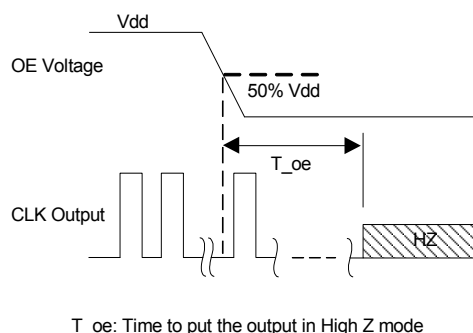 Vdd
OE Voltage
50% Vdd
T_oe
CLK Output
HZ
T_oe: Time to put the output in High Z mode